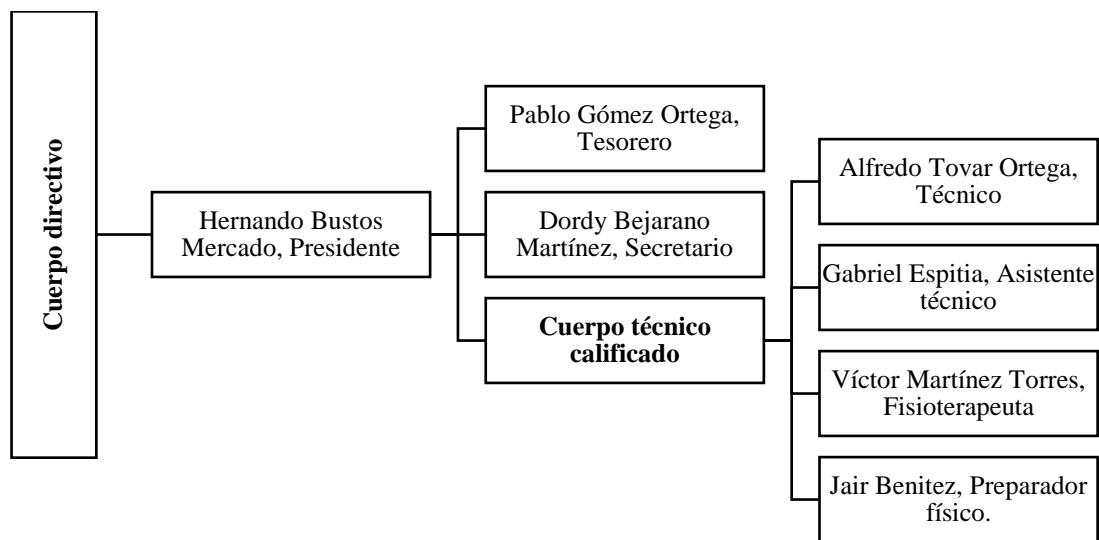 Cuerpo directivo
Hernando Bustos
Mercado, Presidente
Pablo Gómez Ortega,
Tesorero
Dordy Bejarano
Martínez, Secretario
Cuerpo técnico
calificado
Alfredo Tovar Ortega,
Técnico
Gabriel Espitia, Asistente
técnico
Víctor Martínez Torres,
Fisioterapeuta
Jair Benitez, Preparador
físico.